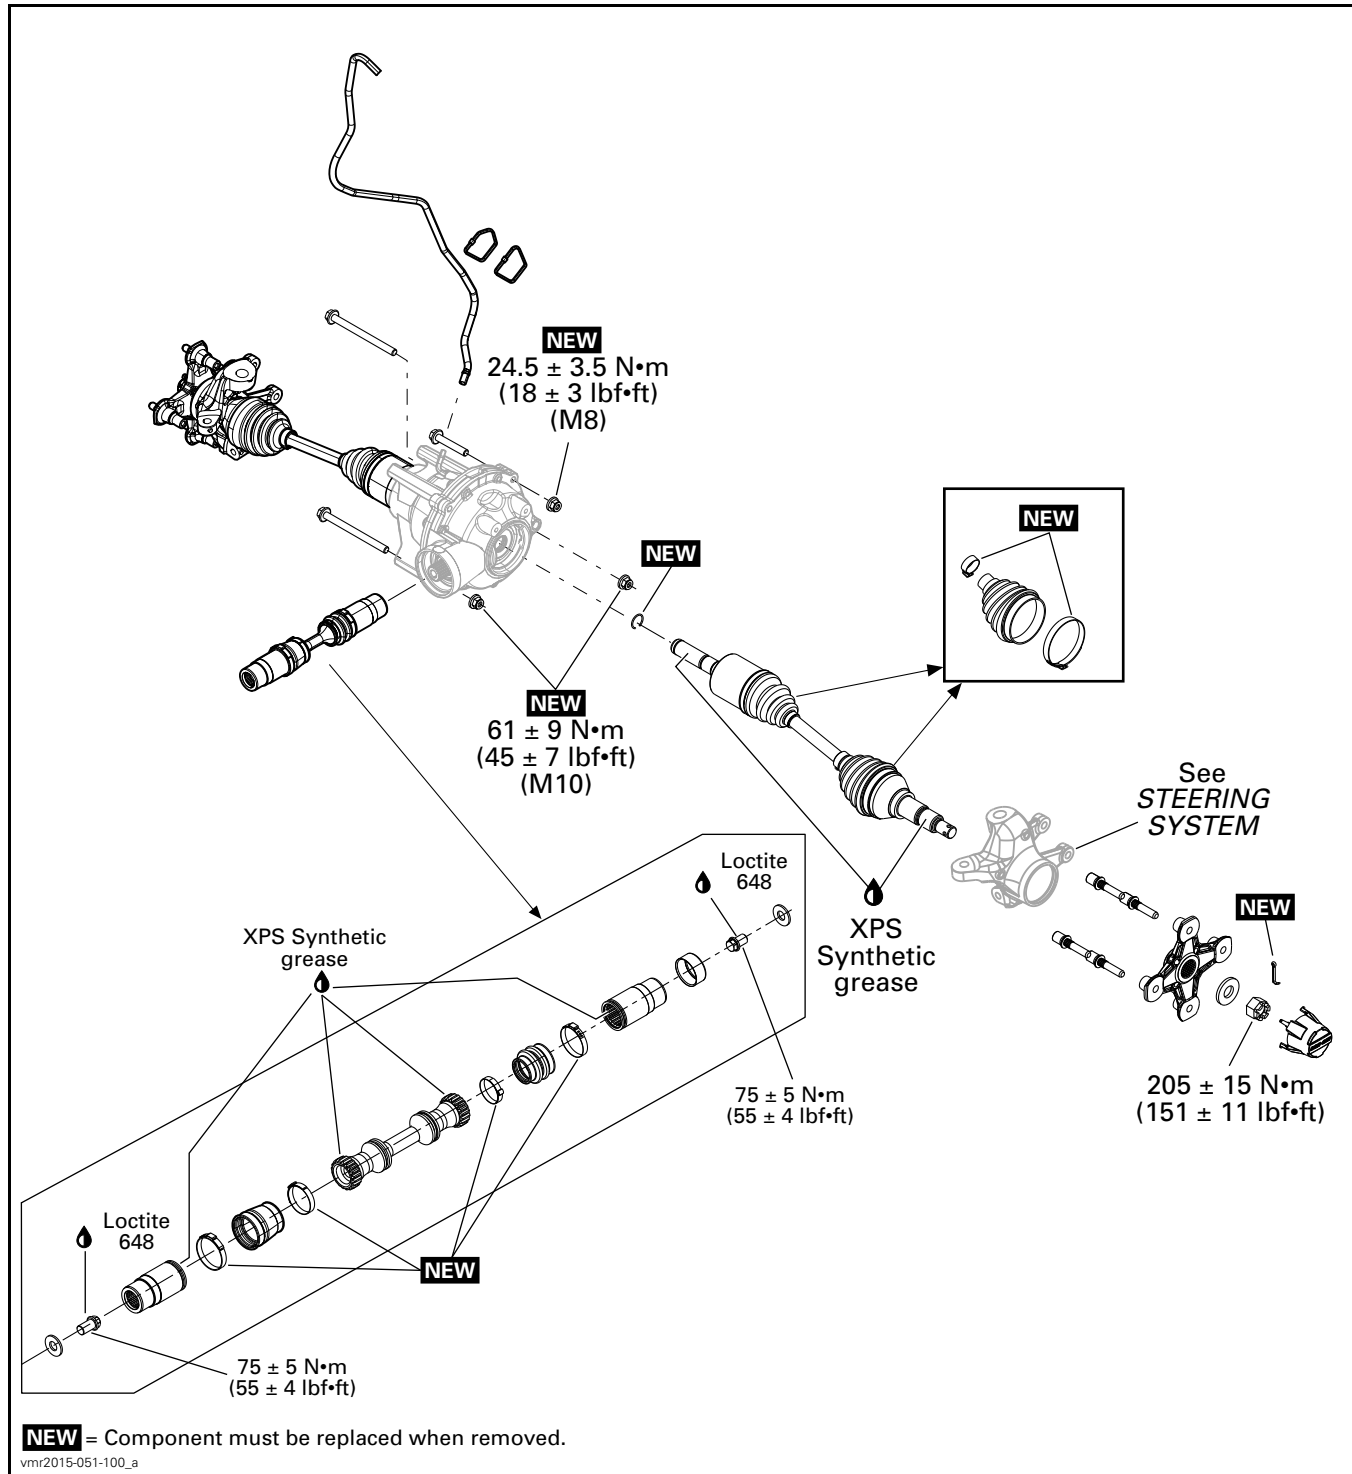 NEW
24.5 ± 3.5 N•m
(18 ± 3 lbf•ft)
(M8)
NEW
NEW
NEW
61 ± 9 N•m
(45 ± 7 lbf•ft)
(M10)
See
STEERING
SYSTEM
Loctite
648
XPS
Synthetic
grease
NEW
XPS Synthetic
grease
75 ± 5 N•m
(55 ± 4 lbf•ft)
205 ± 15 N•m
(151 ± 11 lbf•ft)
Loctite
648
NEW
75 ± 5 N•m
(55 ± 4 lbf•ft)
NEW = Component must be replaced when removed.
vmr2015-051-100_a